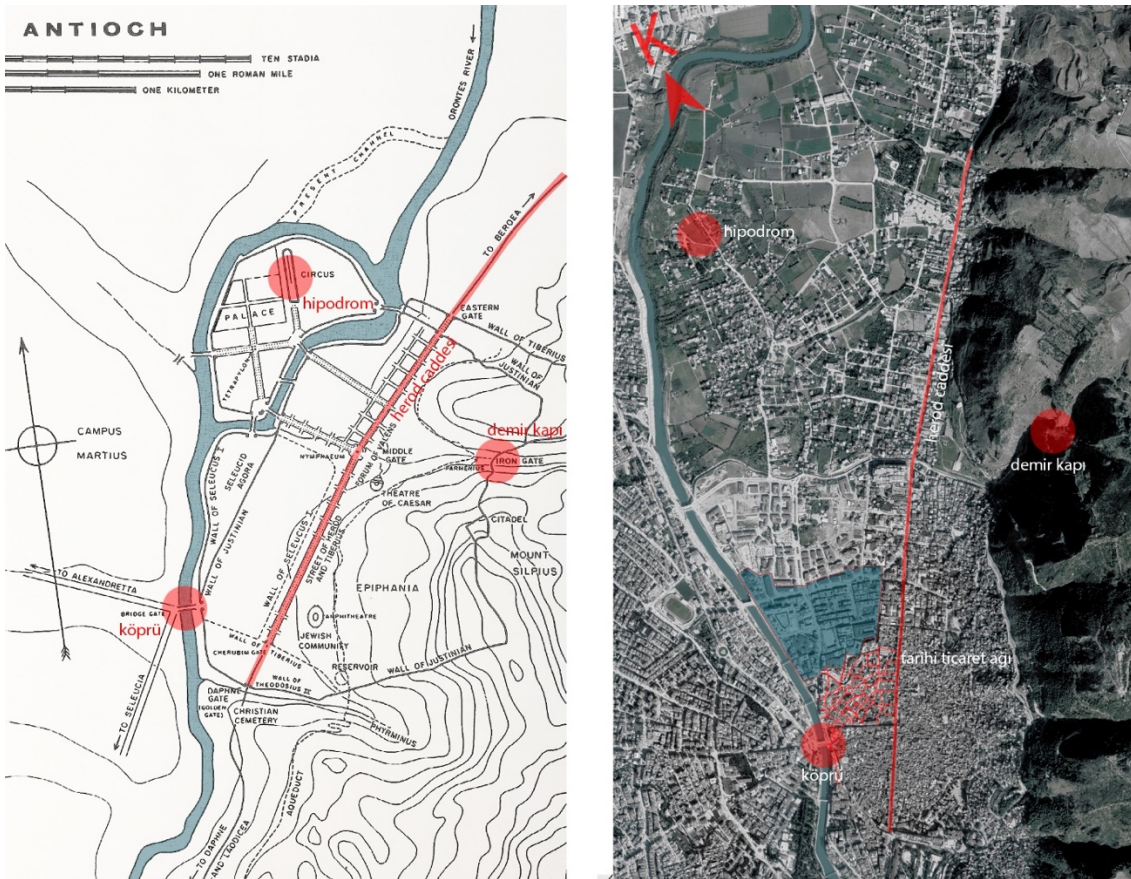 ANTIOCH
TEN STADIA
ONE ROMAN MILE
ONE KILOMETER
ORONTES RIVER
PRESENT CHANNEL
TO BEROEA
CIRCUS
hipodrom
PALACE
EASTERN
GATE
WALL OF TIBERIUS
WALL OF
JUSTINIAN
TETRAPYLON
herod caddesi
demir kapı
CAMPUS
MARTIUS
NYMPHAEUM
FORUM OF VALENS
MIDDLE
GATE
IRON GATE
PARMENIUS
THEATRE
OF CAESAR
WALL OF SELEUCUS I
SELEUCID
AGORA
WALL OF JUSTINIAN
CITADEL
MOUNT
SILPIUS
WALL OF SELEUCUS I
STREET OF HEROD
AND TIBERIUS
EPIPHANIA
TO ALEXANDRETTA
BRIDGE GATE
köprü
AMPHITHEATRE
JEWISH
COMMUNITY
WALL OF TIBERIUS
CHERUBIM GATE
RESERVOIR
WALL OF JUSTINIAN
WALL OF
THEODOSIUS II
DAPHNE
GATE
(GOLDEN
GATE)
CHRISTIAN
CEMETERY
PHYRMINUS
TO SELEUCIA
AQUEDUCT
TO DAPHNE
AND LAODICEA
K
hipodrom
herod caddesi
demir kapı
tarihi ticaret ağı
köprü